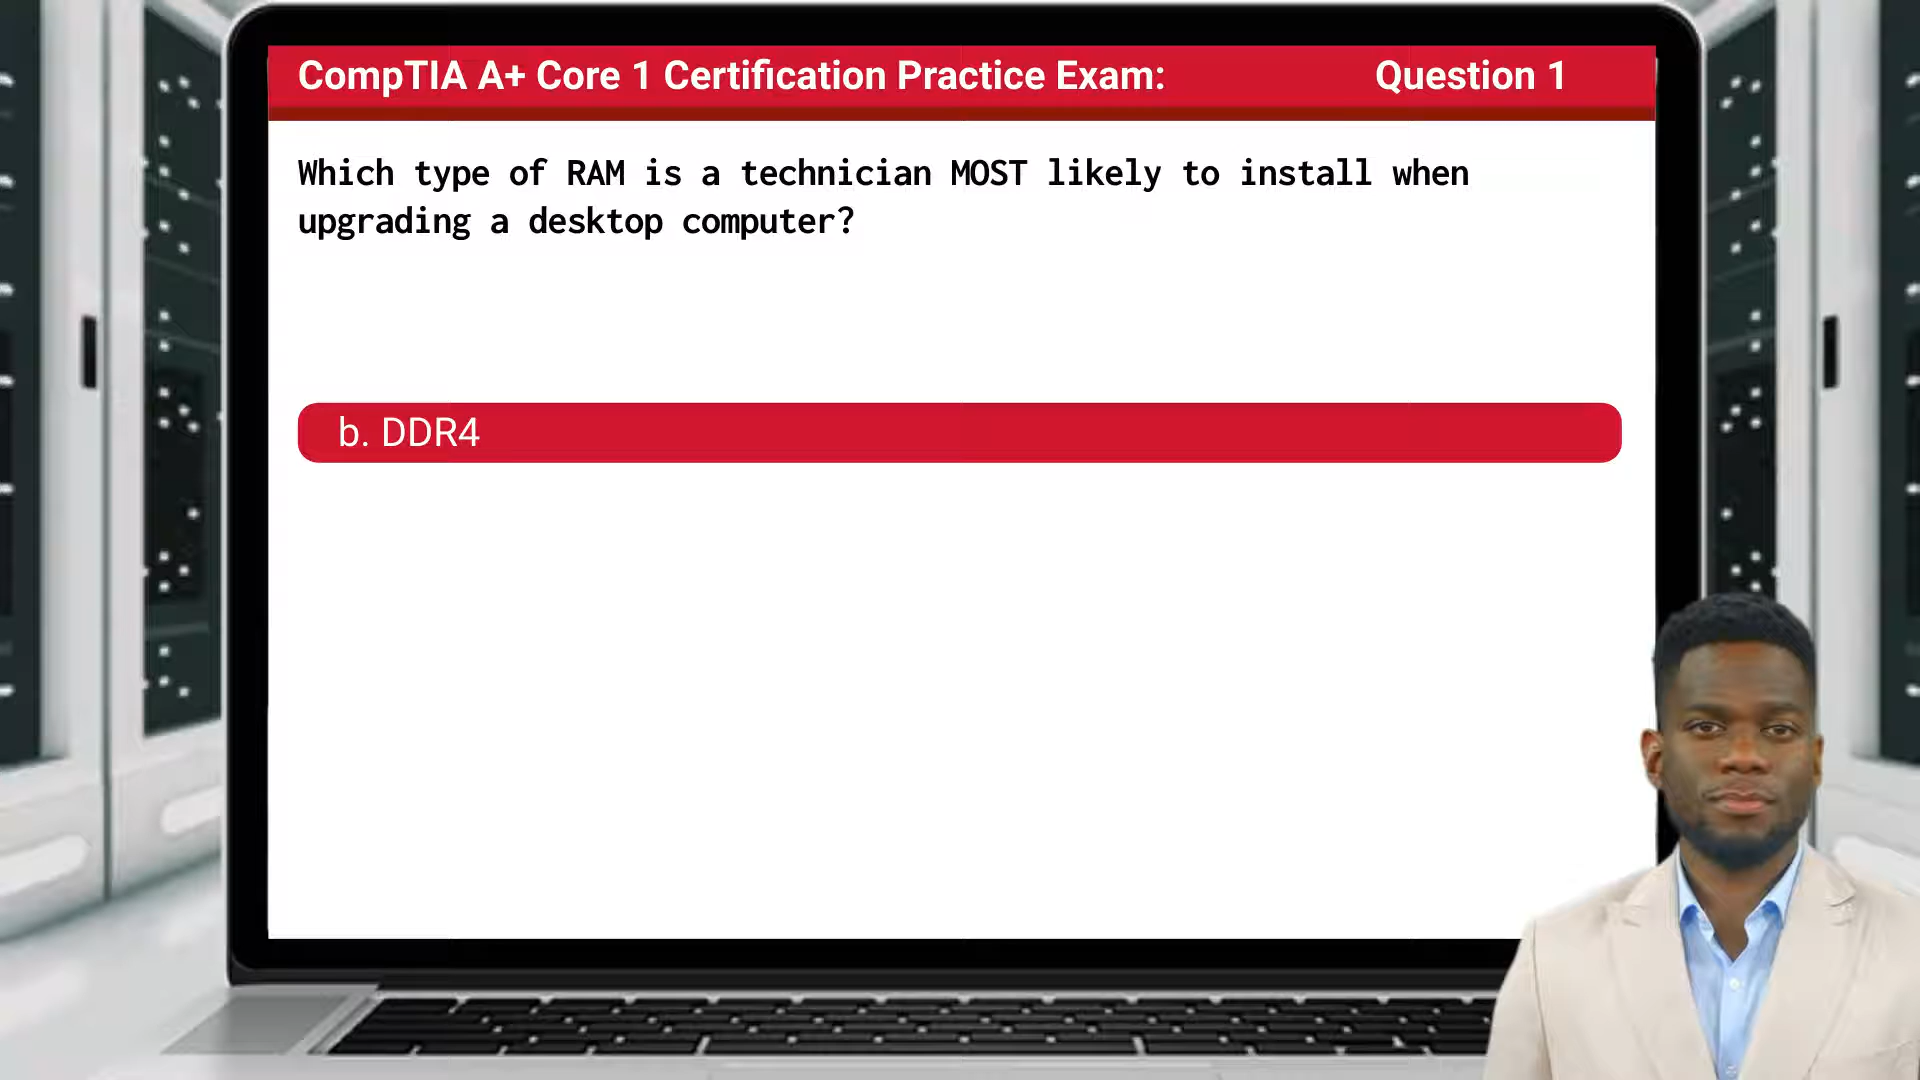 CompTIA A+ Core 1 Certification Practice Exam: Question 1
Which type of RAM is a technician MOST likely to install when
upgrading a desktop computer?
b. DDR4